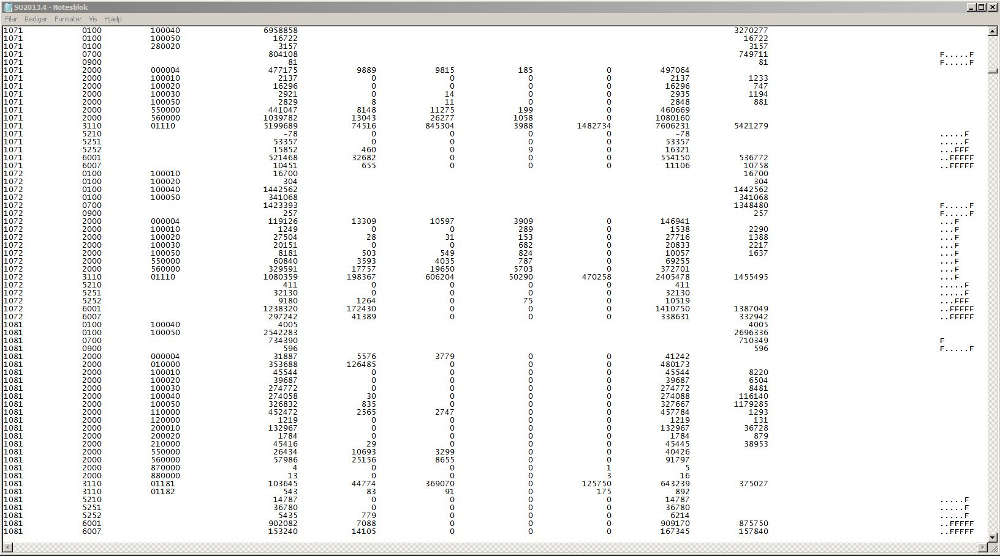 SU2013.4 - Notesblok
Filer Rediger Formater Vis Hjælp
1071 0100 100040 6958858 3270277
1071 0100 100050 16722 16722
1071 0100 280020 3157 3157
1071 0700 804108 749711 F.....F
1071 0900 81 81 F.....F
1071 2000 000004 477175 9889 9815 185 0 497064
1071 2000 100010 2137 0 0 0 0 2137 1233
1071 2000 100020 16296 0 0 0 0 16296 747
1071 2000 100030 2921 0 14 0 0 2935 1194
1071 2000 100050 2829 8 11 0 0 2848 881
1071 2000 550000 441047 8148 11275 199 0 460669
1071 2000 560000 1039782 13043 26277 1058 0 1080160
1071 3110 01110 5199689 74516 845304 3988 1482734 7606231 5421279
1071 5210 -78 0 0 0 0 -78 .....F
1071 5251 53357 0 0 0 0 53357 .....F
1071 5252 15852 460 0 9 0 16321 ...FFF
1071 6001 521468 32682 0 0 0 554150 536772 ..FFFFF
1071 6007 10451 655 0 0 0 11106 10758 ..FFFFF
1072 0100 100010 16700 16700
1072 0100 100020 304 304
1072 0100 100040 1442562 1442562
1072 0100 100050 341068 341068
1072 0700 1423393 1348480 F.....F
1072 0900 257 257 F.....F
1072 2000 000004 119126 13309 10597 3909 0 146941 ...F
1072 2000 100010 1249 0 0 289 0 1538 2290 ...F
1072 2000 100020 27504 28 31 153 0 27716 1388 ...F
1072 2000 100030 20151 0 0 682 0 20833 2217 ...F
1072 2000 100050 8181 503 549 824 0 10057 1637 ...F
1072 2000 550000 60840 3593 4035 787 0 69255 ...F
1072 2000 560000 329591 17757 19650 5703 0 372701 ...F
1072 3110 01110 1080359 198367 606204 50290 470258 2405478 1455495 ...F
1072 5210 411 0 0 0 0 411 .....F
1072 5251 32130 0 0 0 0 32130 .....F
1072 5252 9180 1264 0 75 0 10519 ...FFF
1072 6001 1238320 172430 0 0 0 1410750 1387049 ..FFFFF
1072 6007 297242 41389 0 0 0 338631 332942 ..FFFFF
1081 0100 100040 4005 4005
1081 0100 100050 2542283 2696336
1081 0700 734390 710349 F
1081 0900 596 596 F.....F
1081 2000 000004 31887 5576 3779 0 0 41242
1081 2000 010000 353688 126485 0 0 0 480173
1081 2000 100010 45544 0 0 0 0 45544 8220
1081 2000 100020 39687 0 0 0 0 39687 6504
1081 2000 100030 274772 0 0 0 0 274772 8481
1081 2000 100040 274058 30 0 0 0 274088 116140
1081 2000 100050 326832 835 0 0 0 327667 1179285
1081 2000 110000 452472 2565 2747 0 0 457784 1293
1081 2000 120000 1219 0 0 0 0 1219 131
1081 2000 200010 132967 0 0 0 0 132967 36728
1081 2000 200020 1784 0 0 0 0 1784 879
1081 2000 210000 45416 29 0 0 0 45445 38953
1081 2000 550000 26434 10693 3299 0 0 40426
1081 2000 560000 57986 25156 8655 0 0 91797
1081 2000 870000 4 0 0 0 1 5
1081 2000 880000 13 0 0 0 3 16
1081 3110 01181 103645 44774 369070 0 125750 643239 375027
1081 3110 01182 543 83 91 0 175 892
1081 5210 14787 0 0 0 0 14787 .....F
1081 5251 36780 0 0 0 0 36780 .....F
1081 5252 5435 779 0 0 0 6214 .....F
1081 6001 902082 7088 0 0 0 909170 875750 ..FFFFF
1081 6007 153240 14105 0 0 0 167345 157840 ..FFFFF